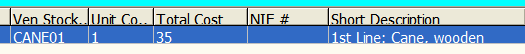 Ven Stock... Unit Co... Total Cost NIF # Short Description
CANE01 1 35 1st Line: Cane, wooden